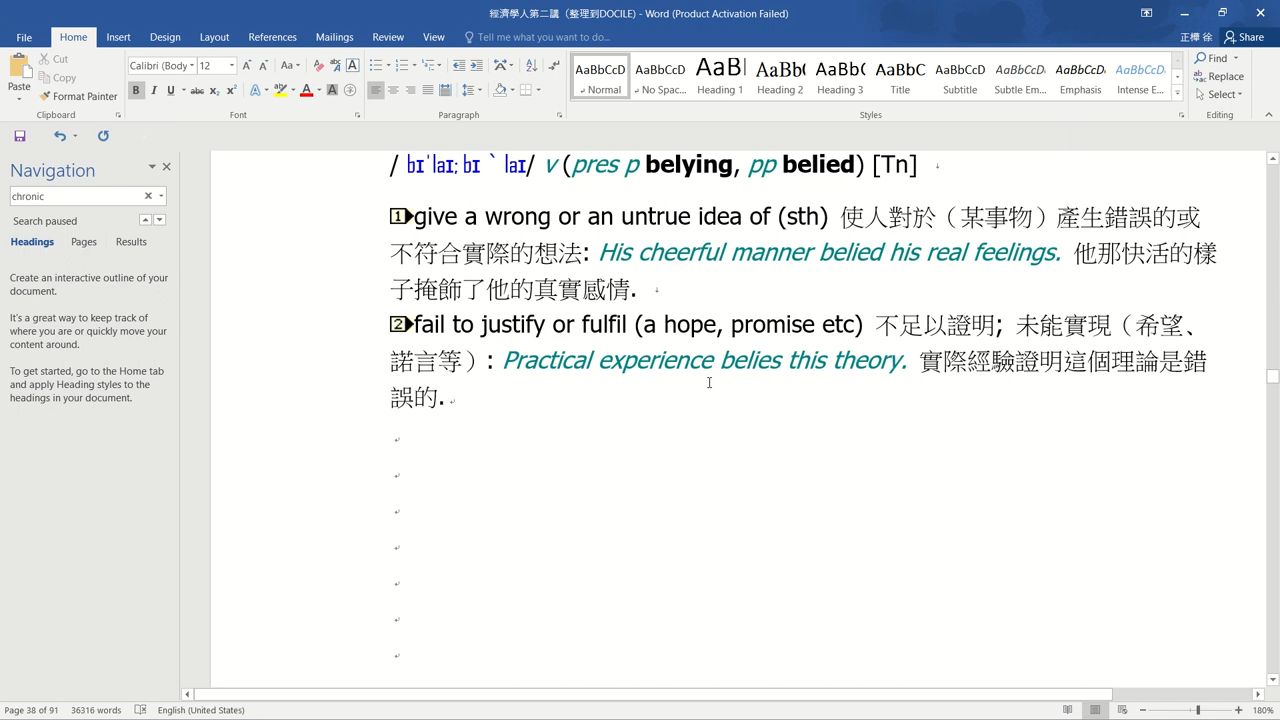 經濟學人第二講（整理到DOCILE) - Word (Product Activation Failed)
File Home Insert Design Layout References Mailings Review View Tell me what you want to do... 正樺 徐 Share
Paste Cut Copy Format Painter
Calibri (Body 12
AaBbCcD AaBbCcD AaBbC AaBbC AaBbC AaBbC AaBbCcD AaBbCcD AaBbCcD AaBbCcD
Normal No Spac... Heading 1 Heading 2 Heading 3 Title Subtitle Subtle Em... Emphasis Intense E...
Find Replace Select
Clipboard Font Paragraph Styles Editing
Navigation
chronic
Search paused
Headings Pages Results
Create an interactive outline of your
document.
It's a great way to keep track of
where you are or quickly move your
content around.
To get started, go to the Home tab
and apply Heading styles to the
headings in your document.
/ bɪˈlaɪ; bɪ ˋ laɪ/ v (pres p belying, pp belied) [Tn]
1 give a wrong or an untrue idea of (sth) 使人對於（某事物）產生錯誤的或
不符合實際的想法: His cheerful manner belied his real feelings. 他那快活的樣
子掩飾了他的真實感情.
2 fail to justify or fulfil (a hope, promise etc) 不足以證明; 未能實現（希望、
諾言等）: Practical experience belies this theory. 實際經驗證明這個理論是錯
誤的.
Page 38 of 91 36316 words English (United States) 180%